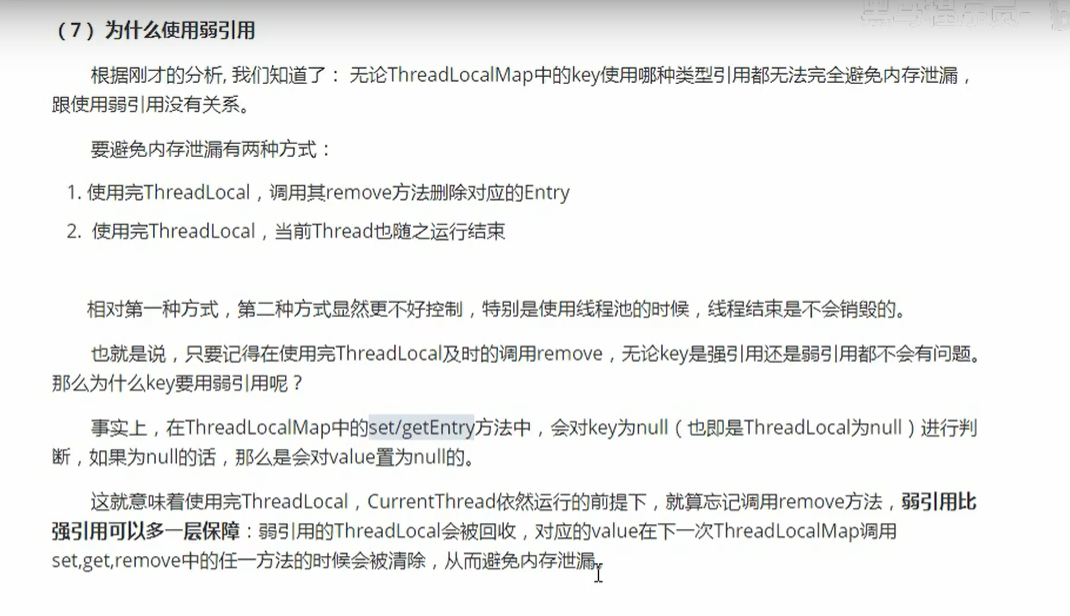 （7）为什么使用弱引用
根据刚才的分析, 我们知道了： 无论ThreadLocalMap中的key使用哪种类型引用都无法完全避免内存泄漏，
跟使用弱引用没有关系。
要避免内存泄漏有两种方式：
1. 使用完ThreadLocal，调用其remove方法删除对应的Entry
2. 使用完ThreadLocal，当前Thread也随之运行结束
相对第一种方式，第二种方式显然更不好控制，特别是使用线程池的时候，线程结束是不会销毁的。
也就是说，只要记得在使用完ThreadLocal及时的调用remove，无论key是强引用还是弱引用都不会有问题。
那么为什么key要用弱引用呢？
事实上，在ThreadLocalMap中的set/getEntry方法中，会对key为null（也即是ThreadLocal为null）进行判
断，如果为null的话，那么是会对value置为null的。
这就意味着使用完ThreadLocal，CurrentThread依然运行的前提下，就算忘记调用remove方法，弱引用比
强引用可以多一层保障：弱引用的ThreadLocal会被回收，对应的value在下一次ThreadLocalMap调用
set,get,remove中的任一方法的时候会被清除，从而避免内存泄漏。